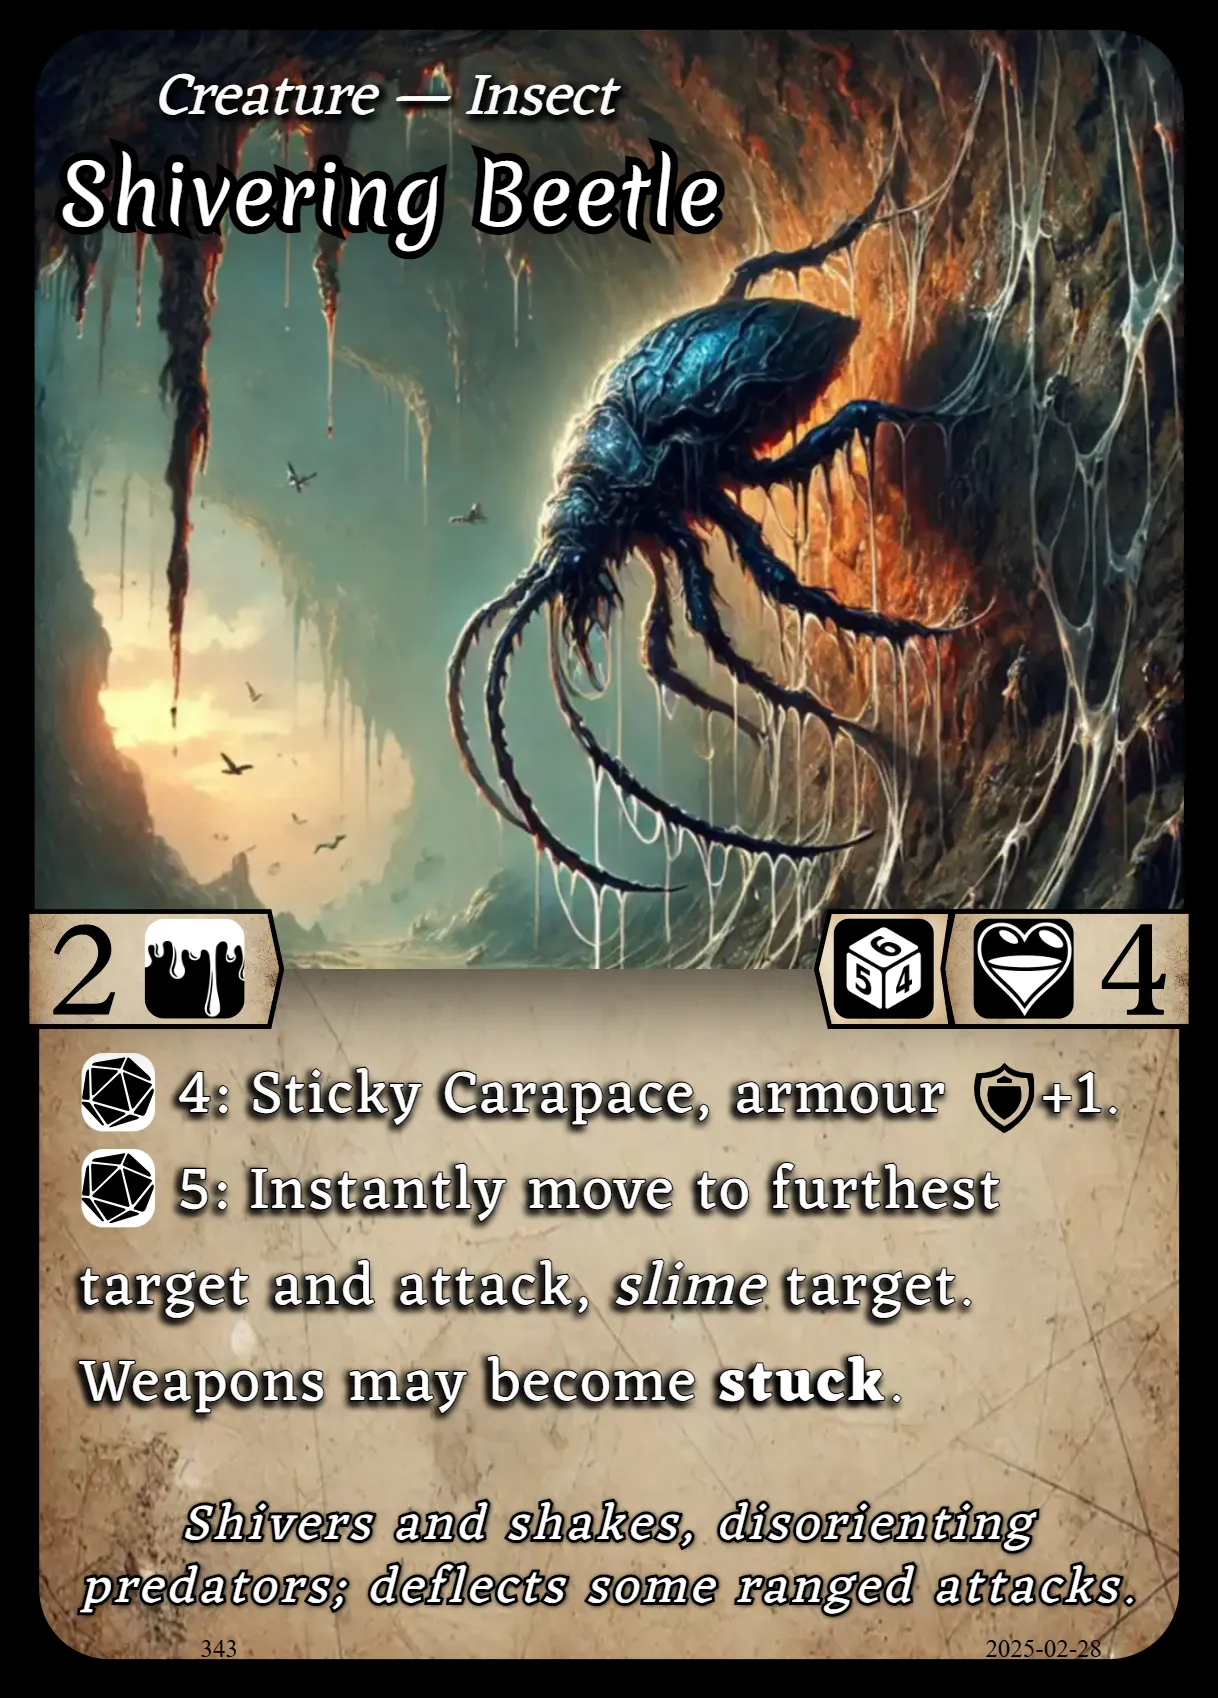 Creature — Insect
Shivering Beetle
2
6
5 4
4
4: Sticky Carapace, armour +1.
5: Instantly move to furthest
target and attack, slime target.
Weapons may become stuck.
Shivers and shakes, disorienting
predators; deflects some ranged attacks.
343
2025-02-28